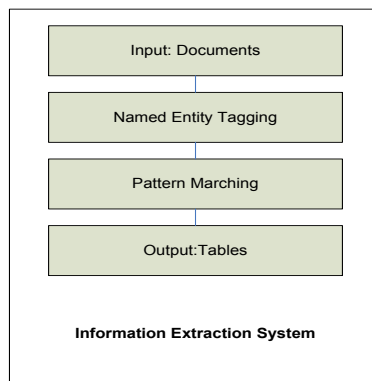 Input: Documents
Named Entity Tagging
Pattern Marching
Output:Tables
Information Extraction System